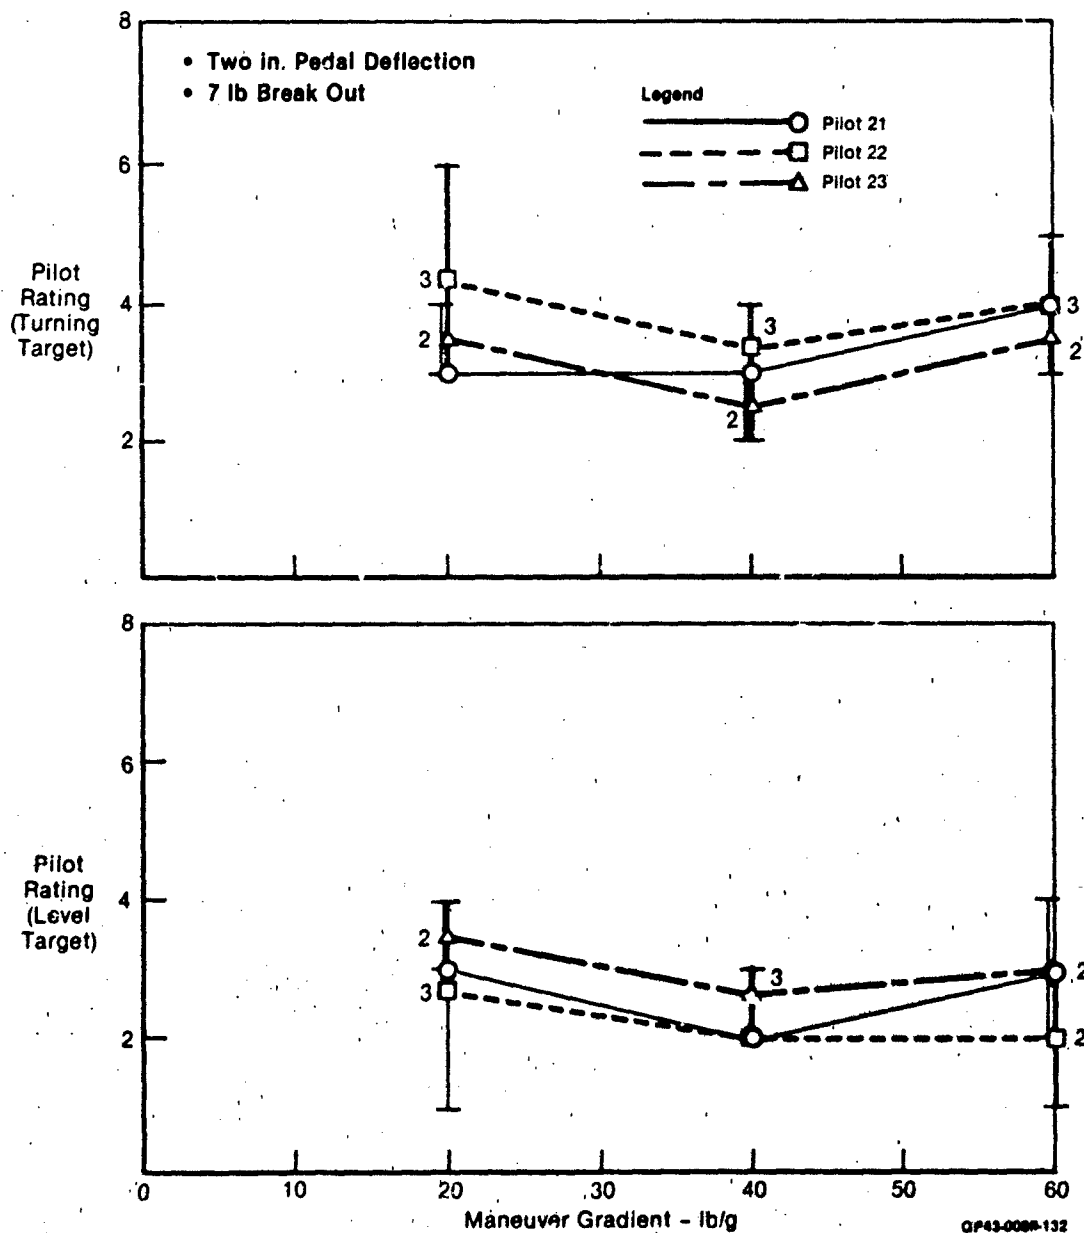 8
• Two in. Pedal Deflection
• 7 lb Break Out
Legend
Pilot 21
Pilot 22
Pilot 23
6
Pilot
Rating
(Turning
Target)
4
2
3
2
3
2
3
2
8
6
Pilot
Rating
(Level
Target)
4
2
2
3
3
2
2
0
10
20
30
40
50
60
Maneuver Gradient - lb/g